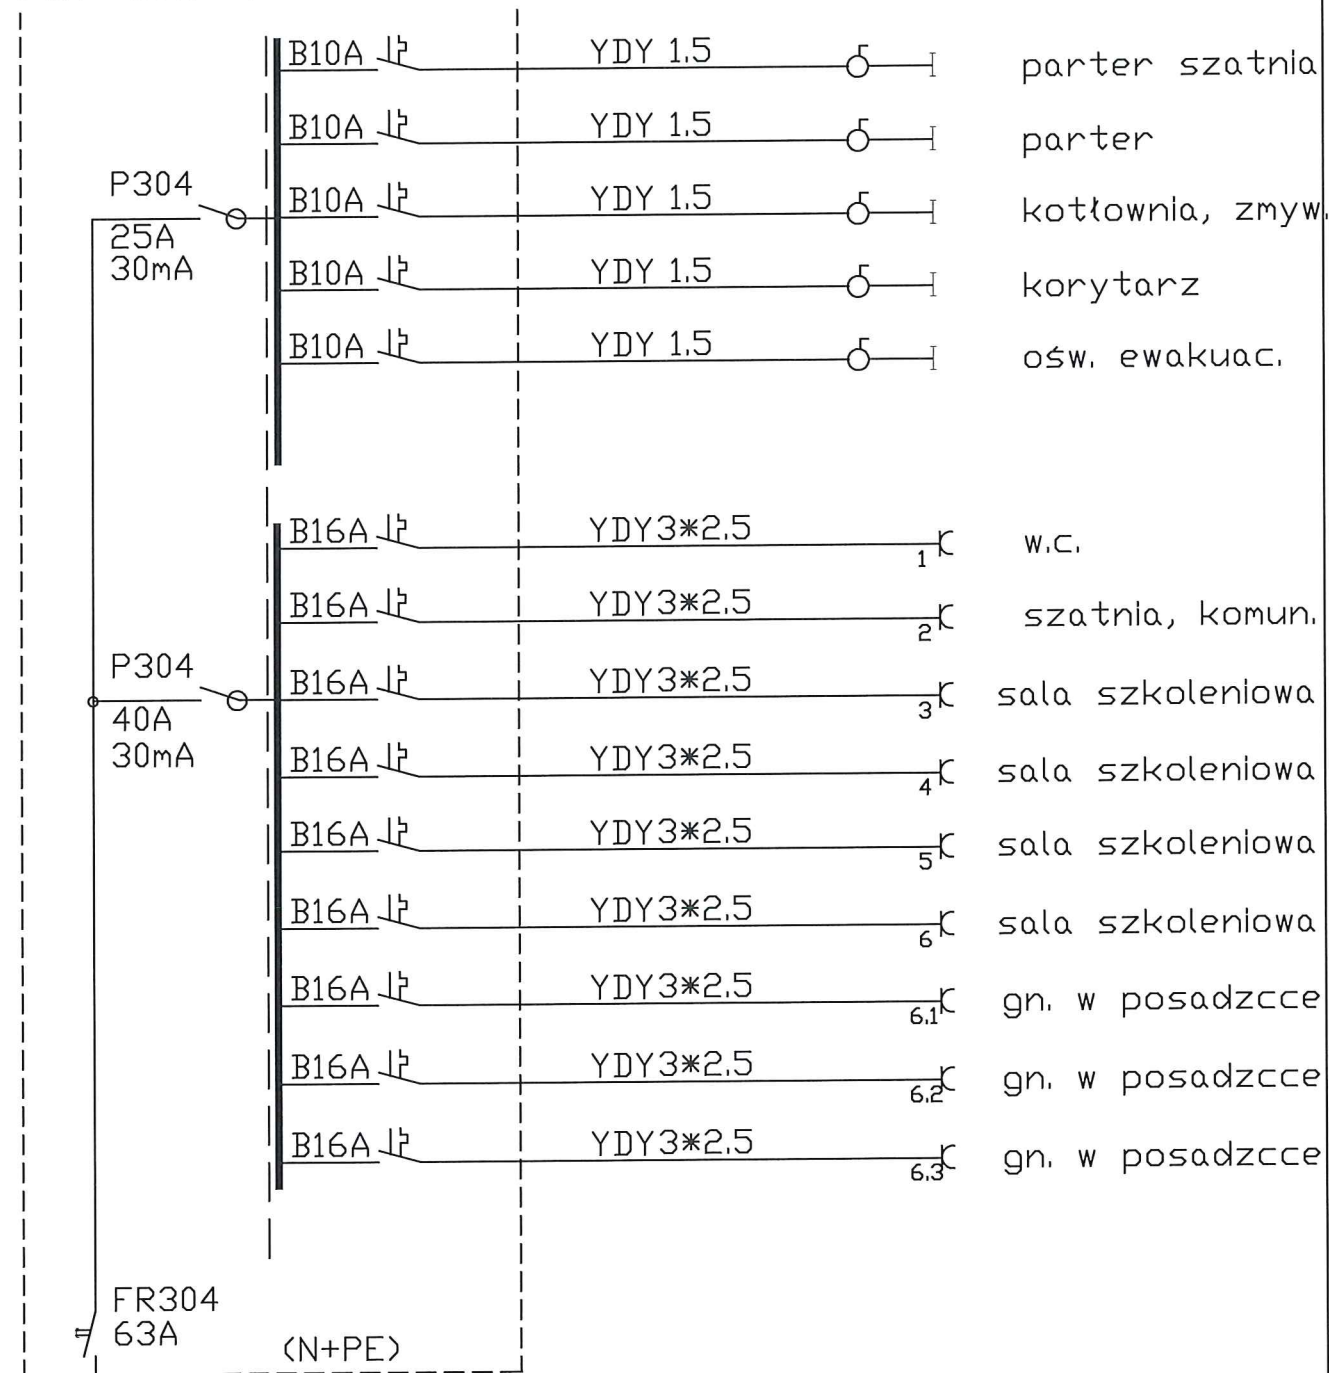 B10A YDY 1.5 parter szatnia
B10A YDY 1.5 parter
P304
B10A YDY 1.5 kotłownia, zmyw.
25A
30mA
B10A YDY 1.5 korytarz
B10A YDY 1.5 ośw. ewakuac.
B16A YDY3*2.5 1 w.c.
B16A YDY3*2.5 2 szatnia, komun.
P304
B16A YDY3*2.5 3 sala szkoleniowa
40A
30mA
B16A YDY3*2.5 4 sala szkoleniowa
B16A YDY3*2.5 5 sala szkoleniowa
B16A YDY3*2.5 6 sala szkoleniowa
B16A YDY3*2.5 6.1 gn. w posadzcce
B16A YDY3*2.5 6.2 gn. w posadzcce
B16A YDY3*2.5 6.3 gn. w posadzcce
FR304
63A
(N+PE)